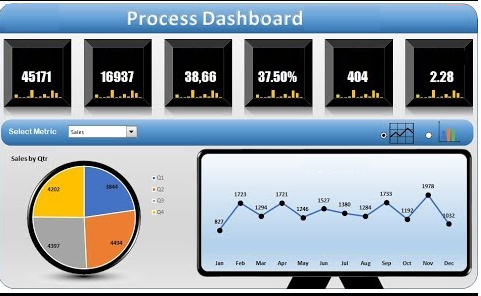 Process Dashboard
45171 16937 38,66 37.50% 404 2.28
Select Metric Sales
Sales by Qtr
4202 3844
4397 4494
Q1
Q2
Q3
Q4
827 1723 1294 1721 1246 1527 1380 1284 1733 1192 1978 1032
Jan Feb Mar Apr May Jun Jul Aug Sep Oct Nov Dec